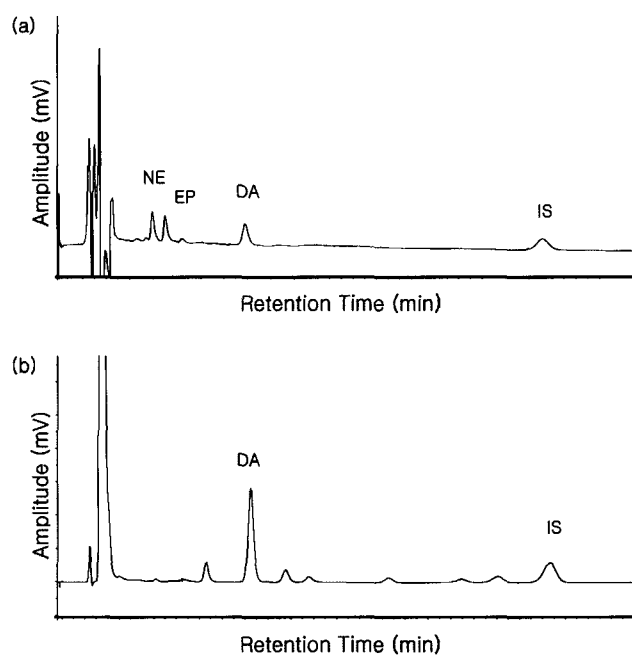 (a)
Amplitude (mV)
NE
EP
DA
IS
Retention Time (min)
(b)
Amplitude (mV)
DA
IS
Retention Time (min)